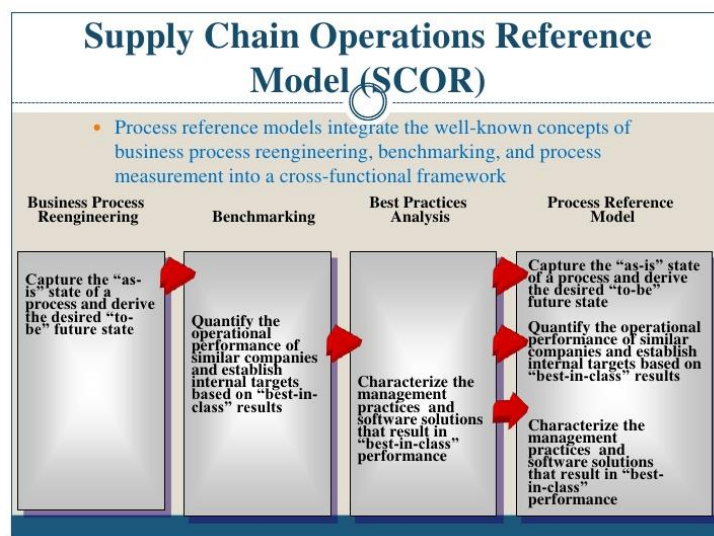 Supply Chain Operations Reference
Model (SCOR)
• Process reference models integrate the well-known concepts of
business process reengineering, benchmarking, and process
measurement into a cross-functional framework
Business Process
Reengineering
Benchmarking
Best Practices
Analysis
Process Reference
Model
Capture the “as-
is” state of a
process and derive
the desired “to-
be” future state
Quantify the
operational
performance of
similar companies
and establish
internal targets
based on “best-in-
class” results
Characterize the
management
practices and
software solutions
that result in
“best-in-class”
performance
Capture the “as-is” state
of a process and derive
the desired “to-be”
future state
Quantify the operational
performance of similar
companies and establish
internal targets based on
“best-in-class” results
Characterize the
management
practices and
software solutions
that result in “best-
in-class”
performance